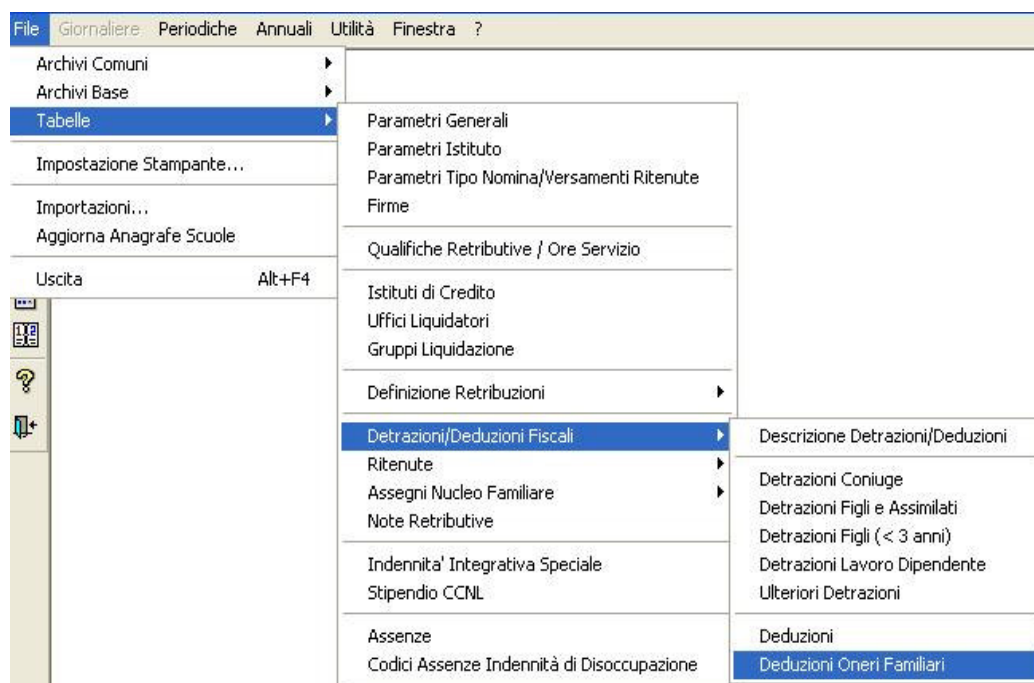 File Giornaliere Periodiche Annuali Utilità Finestra ?
Archivi Comuni
Archivi Base
Tabelle
Impostazione Stampante...
Importazioni...
Aggiorna Anagrafe Scuole
Uscita Alt+F4
Parametri Generali
Parametri Istituto
Parametri Tipo Nomina/Versamenti Ritenute
Firme
Qualifiche Retributive / Ore Servizio
Istituti di Credito
Uffici Liquidatori
Gruppi Liquidazione
Definizione Retribuzioni
Detrazioni/Deduzioni Fiscali
Ritenute
Assegni Nucleo Familiare
Note Retributive
Indennita' Integrativa Speciale
Stipendio CCNL
Assenze
Codici Assenze Indennità di Disoccupazione
Descrizione Detrazioni/Deduzioni
Detrazioni Coniuge
Detrazioni Figli e Assimilati
Detrazioni Figli (< 3 anni)
Detrazioni Lavoro Dipendente
Ulteriori Detrazioni
Deduzioni
Deduzioni Oneri Familiari